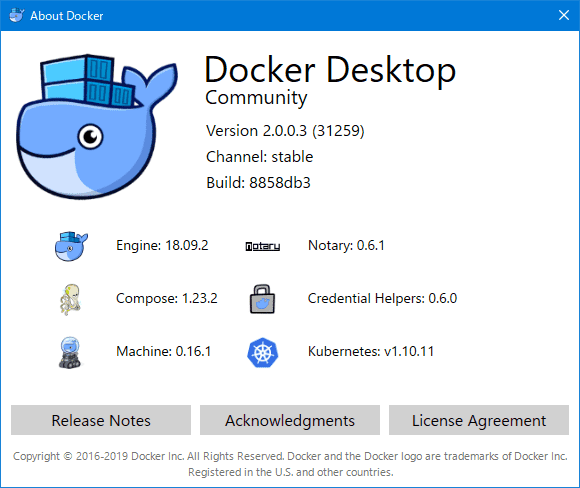 About Docker
Docker Desktop
Community
Version 2.0.0.3 (31259)
Channel: stable
Build: 8858db3
Engine: 18.09.2
notary
Notary: 0.6.1
Compose: 1.23.2
Credential Helpers: 0.6.0
Machine: 0.16.1
Kubernetes: v1.10.11
Release Notes
Acknowledgments
License Agreement
Copyright © 2016-2019 Docker Inc. All Rights Reserved. Docker and the Docker logo are trademarks of Docker Inc.
Registered in the U.S. and other countries.